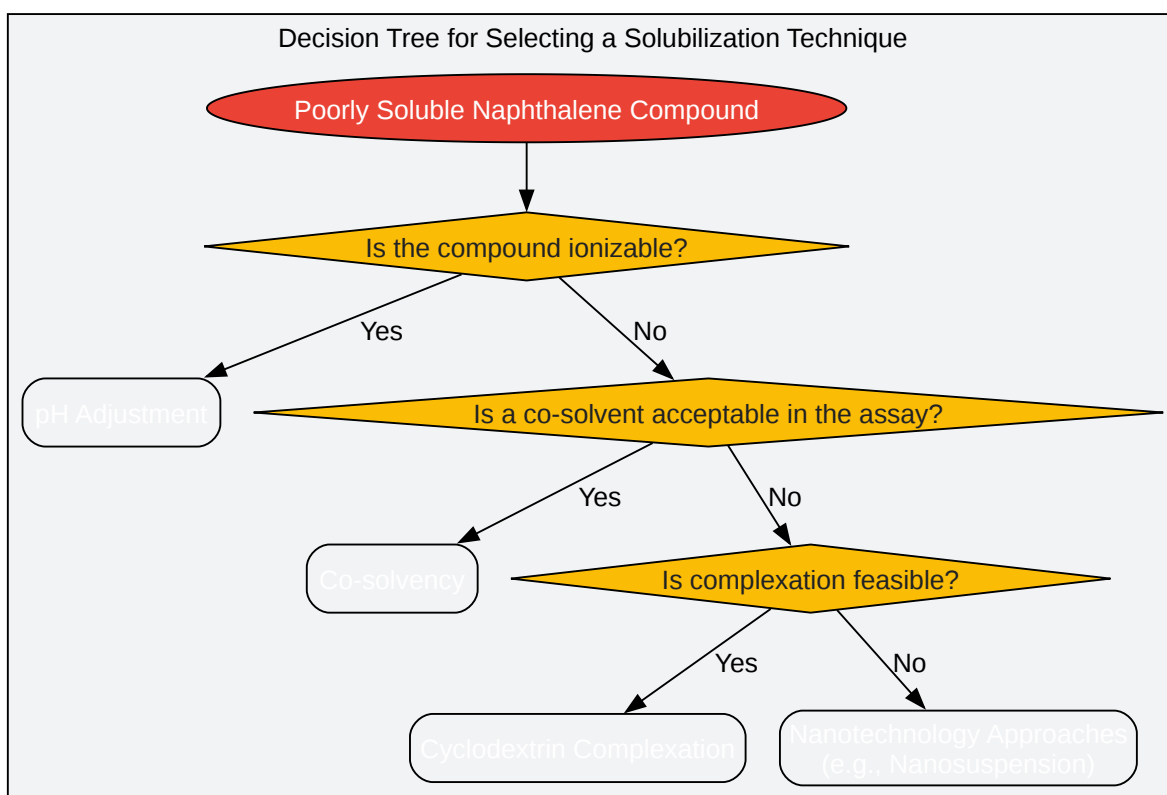 Decision Tree for Selecting a Solubilization Technique
Poorly Soluble Naphthalene Compound
Is the compound ionizable?
Yes
No
pH Adjustment
Is a co-solvent acceptable in the assay?
Yes
No
Co-solvency
Is complexation feasible?
Yes
No
Cyclodextrin Complexation
Nanotechnology Approaches
(e.g., Nanosuspension)